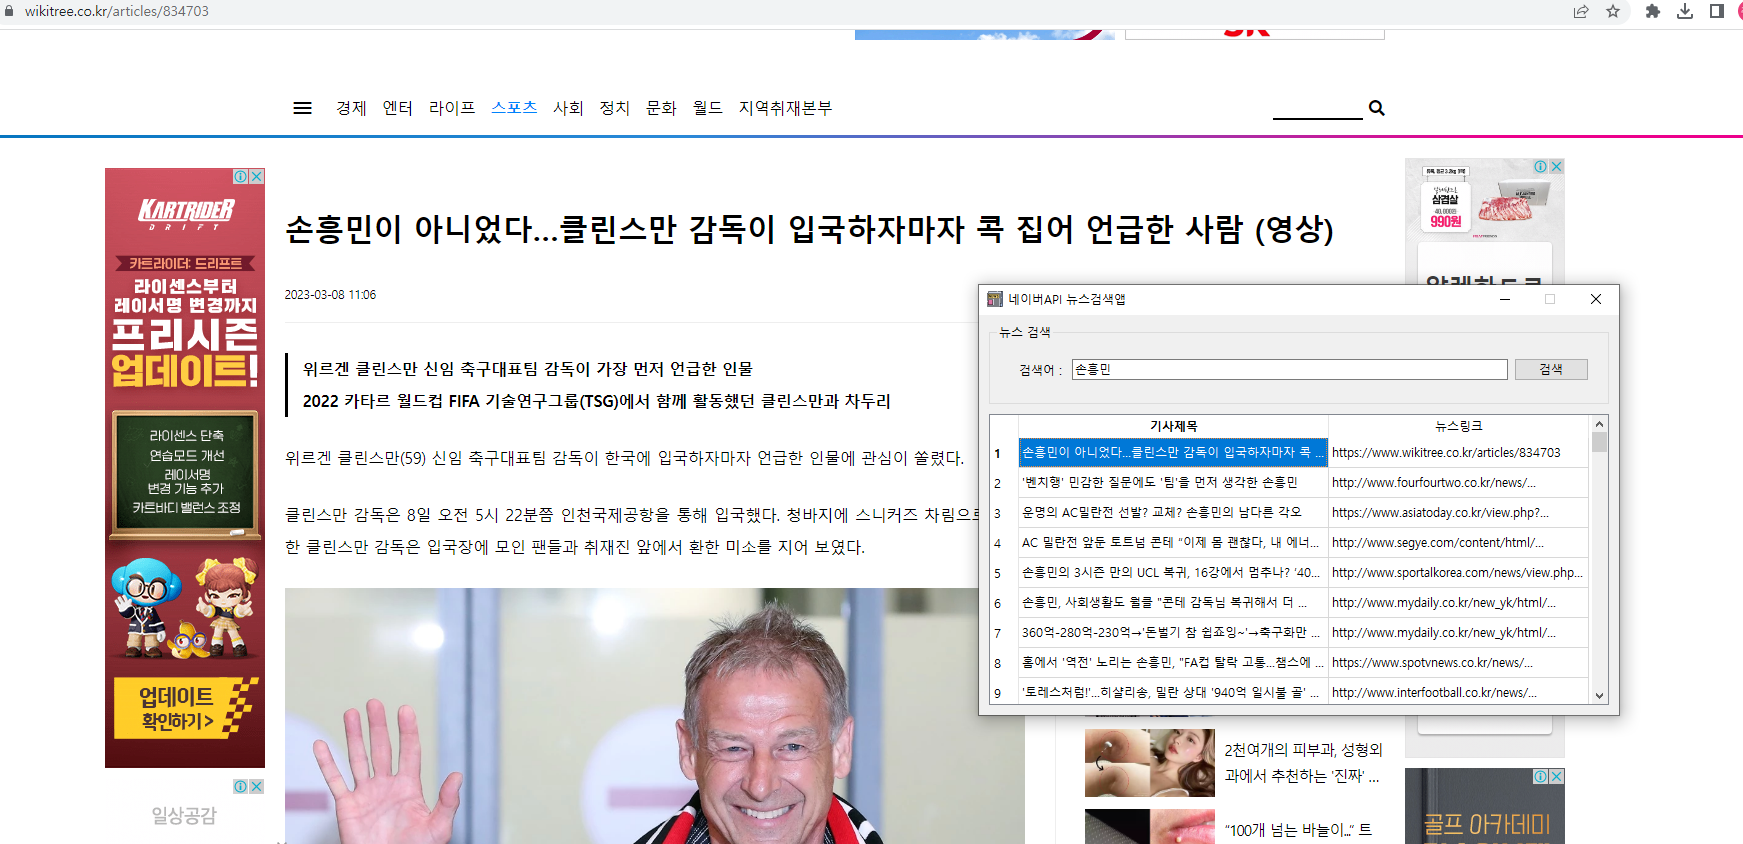 wikitree.co.kr/articles/834703
경제 엔터 라이프 스포츠 사회 정치 문화 월드 지역취재본부
KARTRIDER
DRIFT
카트라이더: 드리프트
라이센스부터
레이서명 변경까지
프리시즌
업데이트!
라이센스 단축
연습모드 개선
레이서명
변경 기능 추가
카트바디 밸런스 조정
업데이트
확인하기 >
일상공감
손흥민이 아니었다...클린스만 감독이 입국하자마자 콕 집어 언급한 사람 (영상)
2023-03-08 11:06
위르겐 클린스만 신임 축구대표팀 감독이 가장 먼저 언급한 인물
2022 카타르 월드컵 FIFA 기술연구그룹(TSG)에서 함께 활동했던 클린스만과 차두리
위르겐 클린스만(59) 신임 축구대표팀 감독이 한국에 입국하자마자 언급한 인물에 관심이 쏠렸다.
클린스만 감독은 8일 오전 5시 22분쯤 인천국제공항을 통해 입국했다. 청바지에 스니커즈 차림으로
한 클린스만 감독은 입국장에 모인 팬들과 취재진 앞에서 환한 미소를 지어 보였다.
삼겹살
990원
네이버API 뉴스검색앱
뉴스 검색
검색어 : 손흥민 검색
기사제목 뉴스링크
1 손흥민이 아니었다...클린스만 감독이 입국하자마자 콕 ... https://www.wikitree.co.kr/articles/834703
2 '벤치행' 민감한 질문에도 '팀'을 먼저 생각한 손흥민 http://www.fourfourtwo.co.kr/news/...
3 운명의 AC밀란전 선발? 교체? 손흥민의 남다른 각오 http://www.asiatoday.co.kr/view.php?...
4 AC 밀란전 앞둔 토트넘 콘테 “이제 몸 괜찮다, 내 에너... http://www.segye.com/content/html/...
5 손흥민의 3시즌 만의 UCL 복귀, 16강에서 멈추나? ‘40... http://www.sportalkorea.com/news/view.php...
6 손흥민, 사회생활도 월클 "콘테 감독님 복귀해서 더 ... http://www.mydaily.co.kr/new_yk/html/...
7 360억-280억-230억→'돈벌기 참 쉽죠잉~'→축구화만 ... http://www.mydaily.co.kr/new_yk/html/...
8 홈에서 '역전' 노리는 손흥민, "FA컵 탈락 고통...챔스에 ... https://www.spotvnews.co.kr/news/...
9 '토레스처럼!'...히샬리송, 밀란 상대 '940억 일시불 골' ... http://www.interfootball.co.kr/news/...
2천여개의 피부과, 성형외
과에서 추천하는 '진짜' ...
“100개 넘는 바늘이...” 트
골프 아카데미